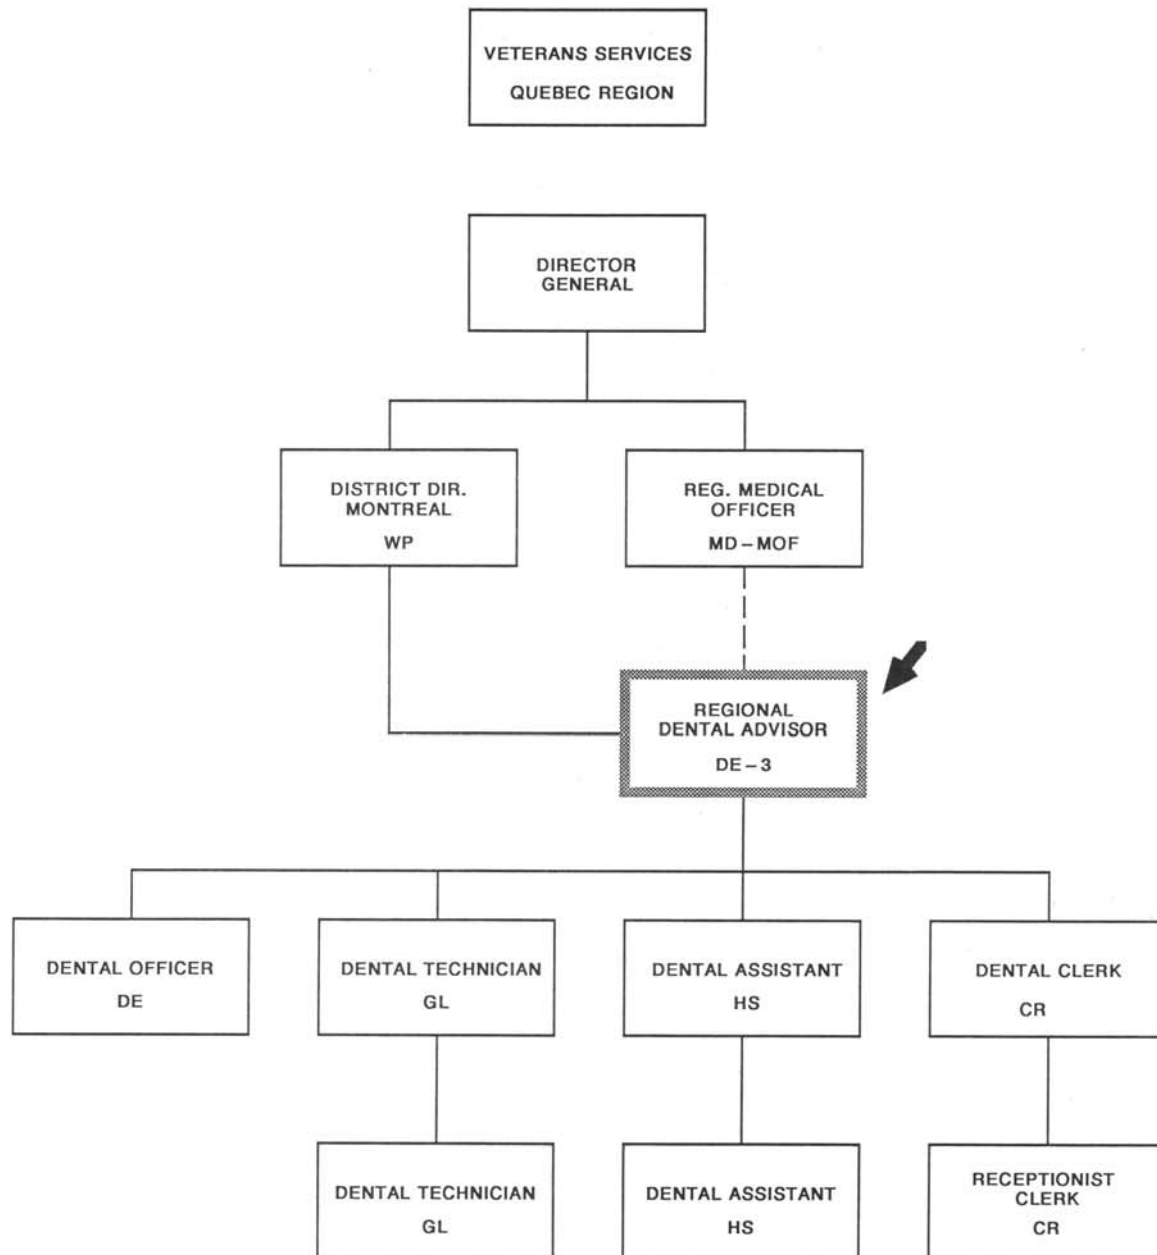 VETERANS SERVICES
QUEBEC REGION
DIRECTOR
GENERAL
DISTRICT DIR.
MONTREAL
WP
REG. MEDICAL
OFFICER
MD-MOF
REGIONAL
DENTAL ADVISOR
DE-3
DENTAL OFFICER
DE
DENTAL TECHNICIAN
GL
DENTAL ASSISTANT
HS
DENTAL CLERK
CR
DENTAL TECHNICIAN
GL
DENTAL ASSISTANT
HS
RECEPTIONIST
CLERK
CR